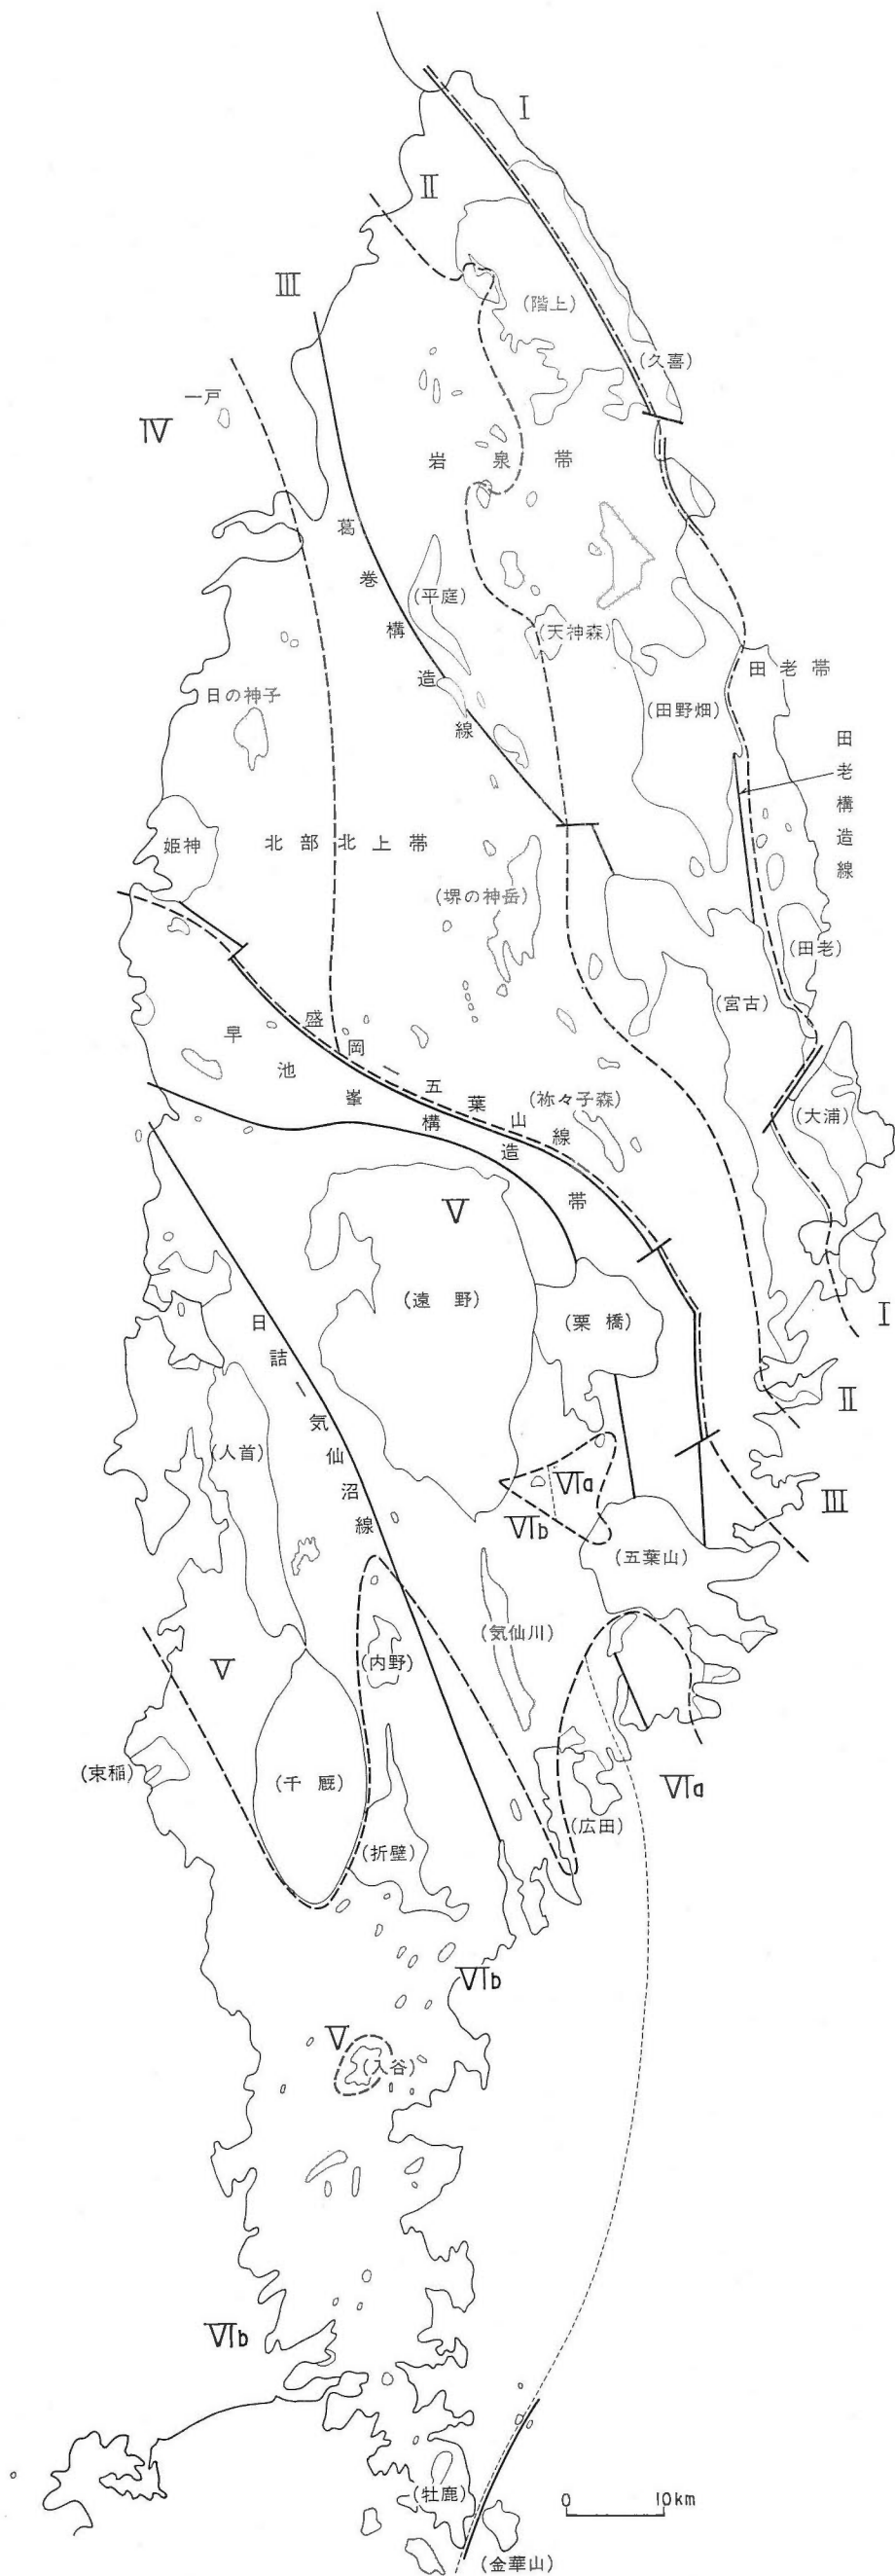 I
II
III
(階上)
(久喜)
一戸
IV
岩泉帯
葛巻構造線
(平庭)
(天神森)
田老帯
日の神子
(田野畑)
田老構造線
姫神
北部北上帯
(堺の神岳)
(田老)
(宮古)
盛岡―五葉山線
早池峯構造帯
(祢々子森)
(大浦)
V
(遠野)
(栗橋)
I
日詰―気仙沼線
II
(人首)
VIa
III
VIb
(五葉山)
(気仙川)
V
(内野)
(束稲)
(千厩)
VIa
(広田)
(折壁)
VIb
V
(入谷)
VIb
(牡鹿)
0 10km
(金華山)